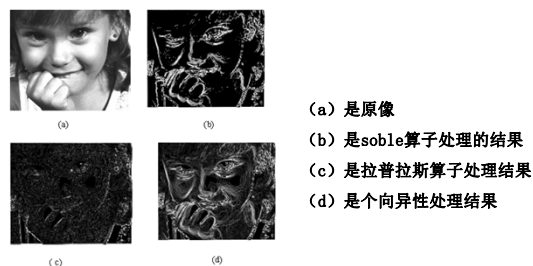 (a)
(b)
(c)
(d)
（a）是原像
（b）是soble算子处理的结果
（c）是拉普拉斯算子处理结果
（d）是个向异性处理结果